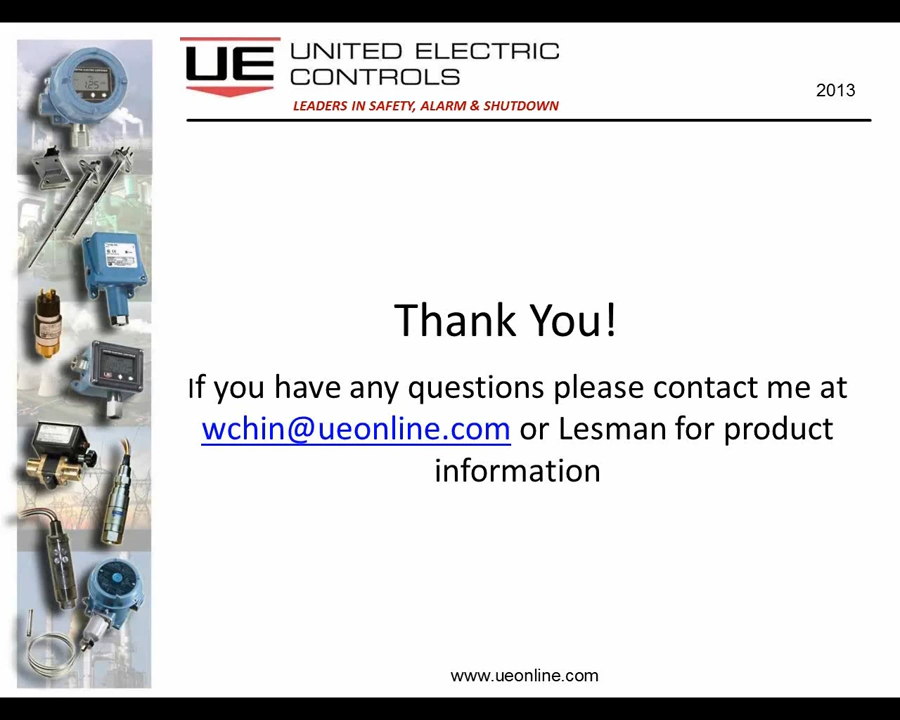 UE UNITED ELECTRIC
CONTROLS
LEADERS IN SAFETY, ALARM & SHUTDOWN
2013
Thank You!
If you have any questions please contact me at
wchin@ueonline.com or Lesman for product
information
www.ueonline.com